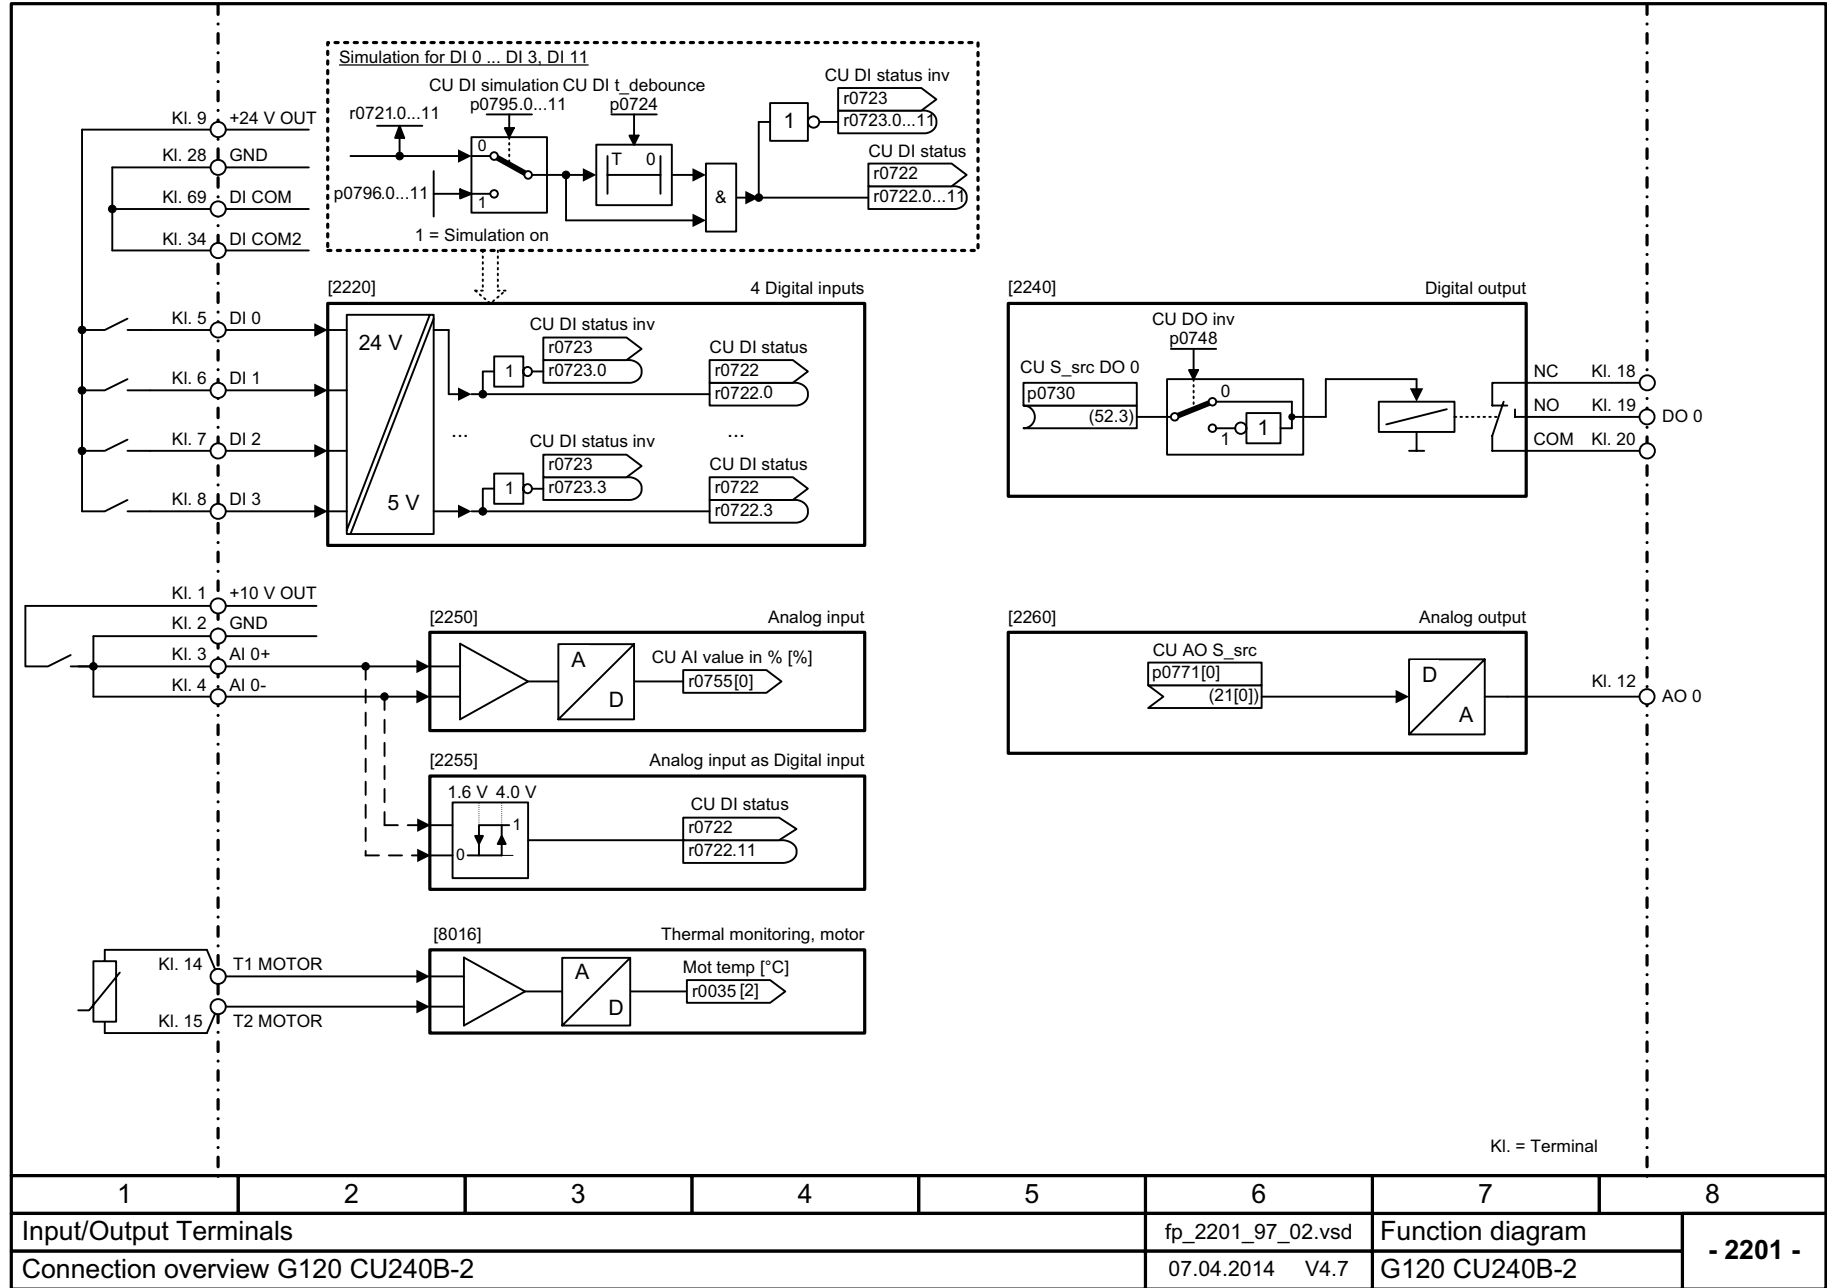 Simulation for DI 0 ... DI 3, DI 11
CU DI simulation CU DI t_debounce
p0795.0...11
p0724
r0721.0...11
p0796.0...11
0
1
T 0
&
1
1 = Simulation on
CU DI status inv
r0723
r0723.0...11
CU DI status
r0722
r0722.0...11
Kl. 9 +24 V OUT
Kl. 28 GND
Kl. 69 DI COM
Kl. 34 DI COM2
[2220] 4 Digital inputs
Kl. 5 DI 0
Kl. 6 DI 1
Kl. 7 DI 2
Kl. 8 DI 3
24 V
5 V
CU DI status inv
1
r0723
r0723.0
CU DI status
r0722
r0722.0
... ...
CU DI status inv
1
r0723
r0723.3
CU DI status
r0722
r0722.3
[2240] Digital output
CU DO inv
p0748
CU S_src DO 0
p0730
(52.3)
0
1
1
NC Kl. 18
NO Kl. 19
DO 0
COM Kl. 20
Kl. 1 +10 V OUT
Kl. 2 GND
Kl. 3 AI 0+
Kl. 4 AI 0-
[2250] Analog input
A
D
CU AI value in % [%]
r0755[0]
[2255] Analog input as Digital input
1.6 V 4.0 V
1
0
CU DI status
r0722
r0722.11
[2260] Analog output
CU AO S_src
p0771[0]
(21[0])
D
A
Kl. 12
AO 0
[8016] Thermal monitoring, motor
Kl. 14 T1 MOTOR
Kl. 15 T2 MOTOR
A
D
Mot temp [°C]
r0035 [2]
Kl. = Terminal
1 2 3 4 5 6 7 8
Input/Output Terminals fp_2201_97_02.vsd Function diagram
- 2201 -
Connection overview G120 CU240B-2 07.04.2014 V4.7 G120 CU240B-2